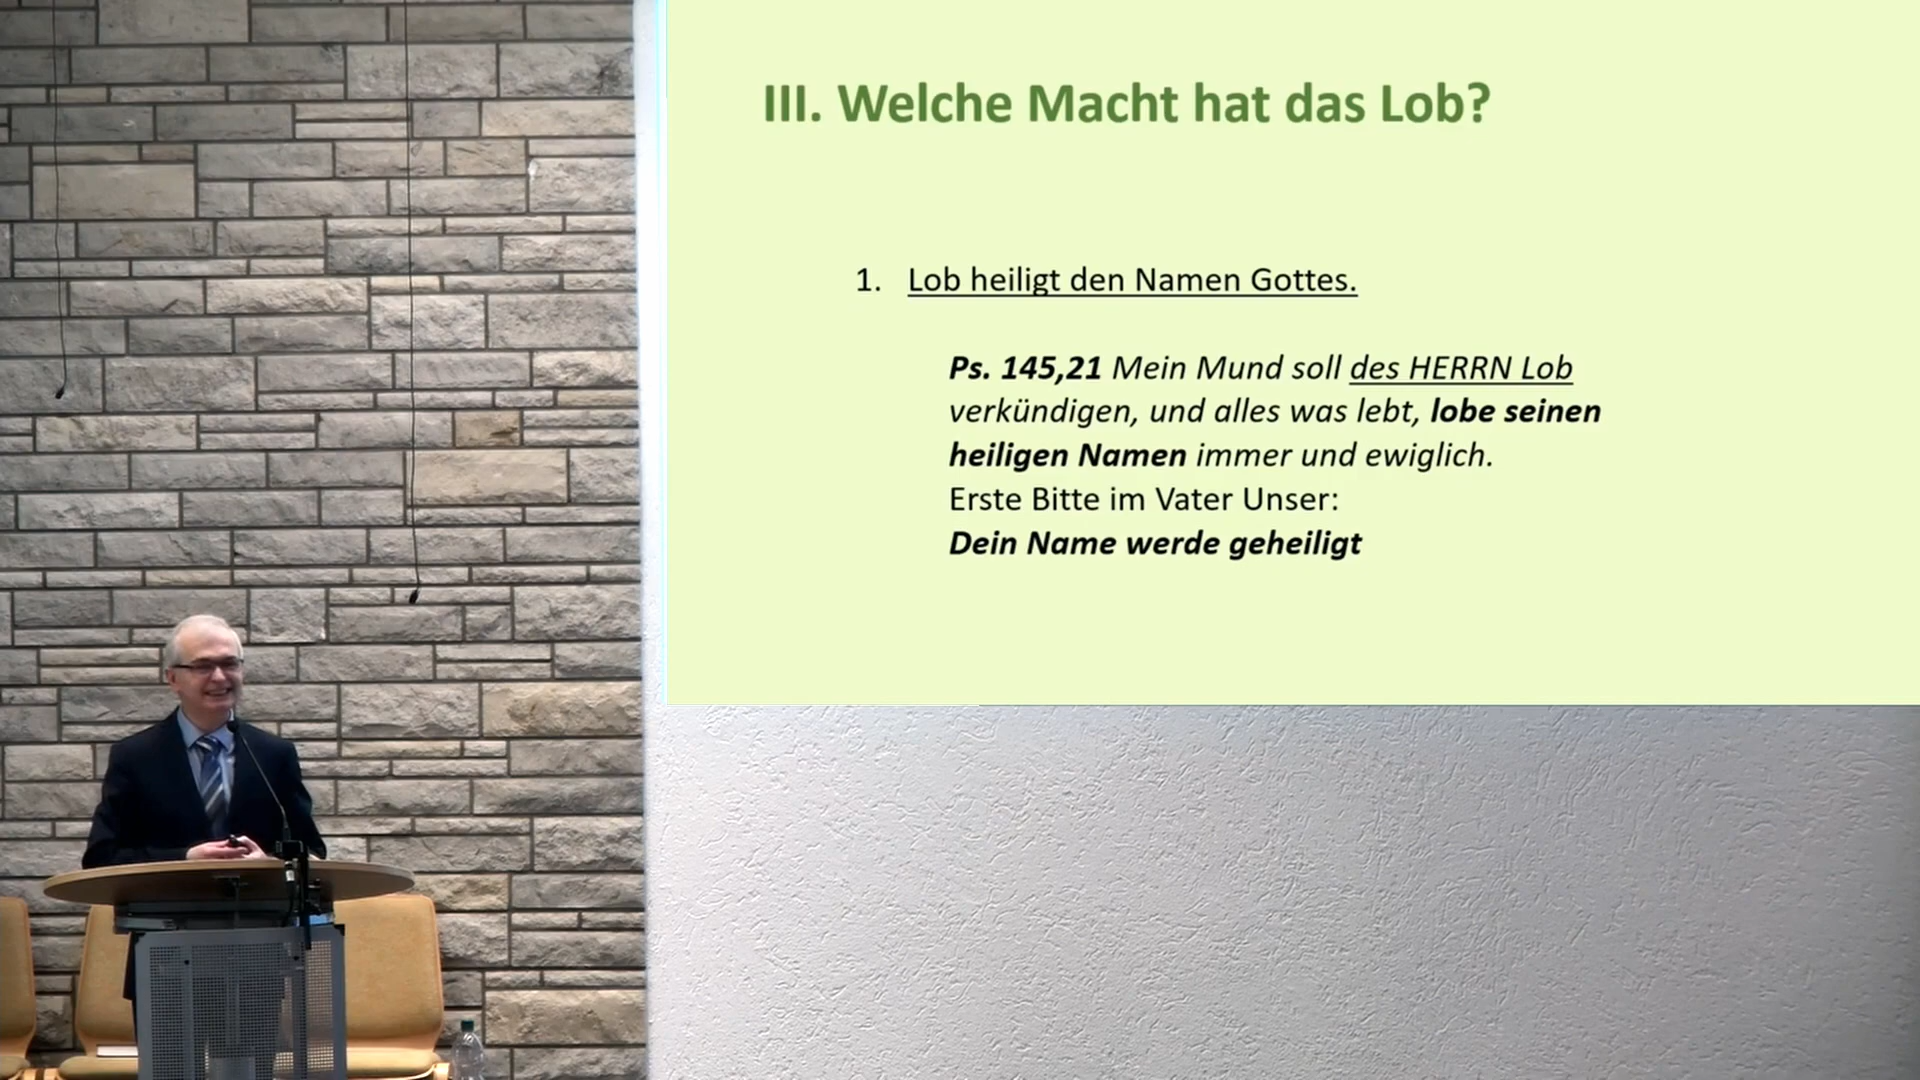 III. Welche Macht hat das Lob?
1. Lob heiligt den Namen Gottes.
Ps. 145,21 Mein Mund soll des HERRN Lob
verkündigen, und alles was lebt, lobe seinen
heiligen Namen immer und ewiglich.
Erste Bitte im Vater Unser:
Dein Name werde geheiligt